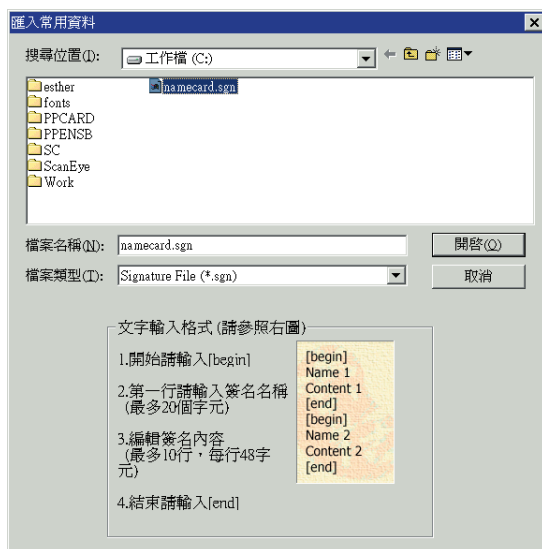 匯入常用資料
搜尋位置(I):
工作檔 (C:)
esther
namecard.sgn
fonts
PPCARD
PPENSB
SC
ScanEye
Work
檔案名稱(N):
namecard.sgn
開啓(O)
檔案類型(T):
Signature File (*.sgn)
取消
文字輸入格式 (請參照右圖)
1.開始請輸入[begin]
2.第一行請輸入簽名名稱
(最多20個字元)
3.編輯簽名內容
(最多10行，每行48字
元)
4.結束請輸入[end]
[begin]
Name 1
Content 1
[end]
[begin]
Name 2
Content 2
[end]